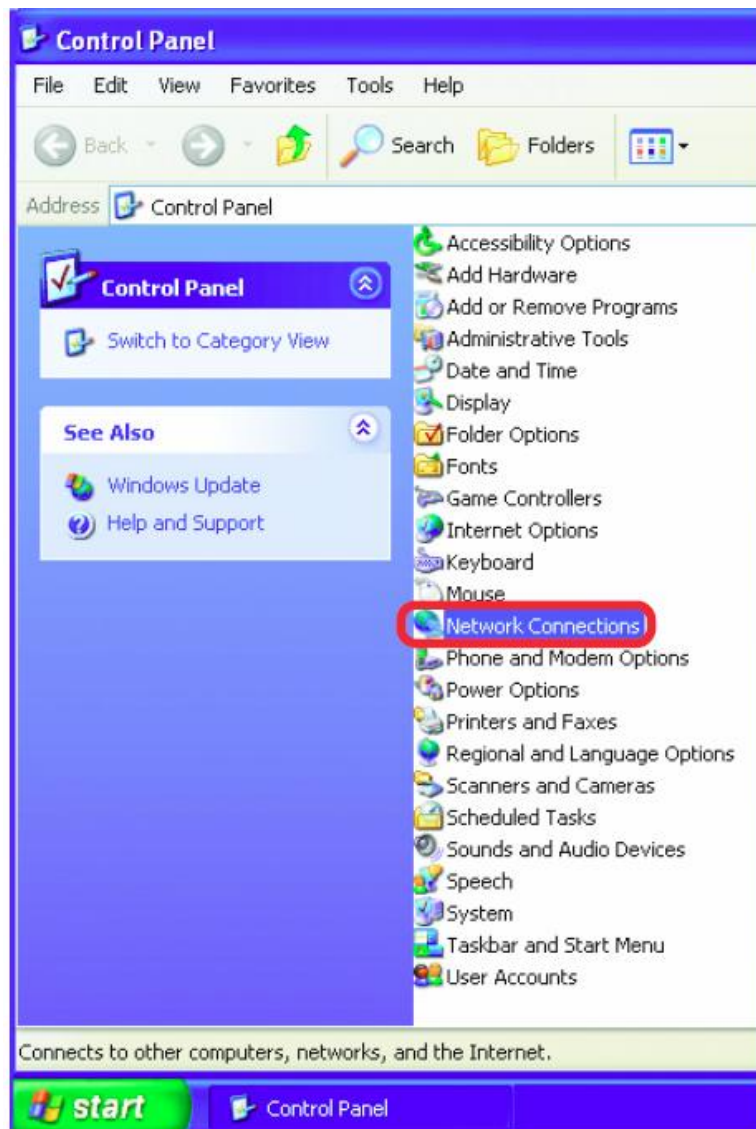 Control Panel
File Edit View Favorites Tools Help
Back Search Folders
Address Control Panel
Control Panel
Switch to Category View
See Also
Windows Update
Help and Support
Accessibility Options
Add Hardware
Add or Remove Programs
Administrative Tools
Date and Time
Display
Folder Options
Fonts
Game Controllers
Internet Options
Keyboard
Mouse
Network Connections
Phone and Modem Options
Power Options
Printers and Faxes
Regional and Language Options
Scanners and Cameras
Scheduled Tasks
Sounds and Audio Devices
Speech
System
Taskbar and Start Menu
User Accounts
Connects to other computers, networks, and the Internet.
start Control Panel